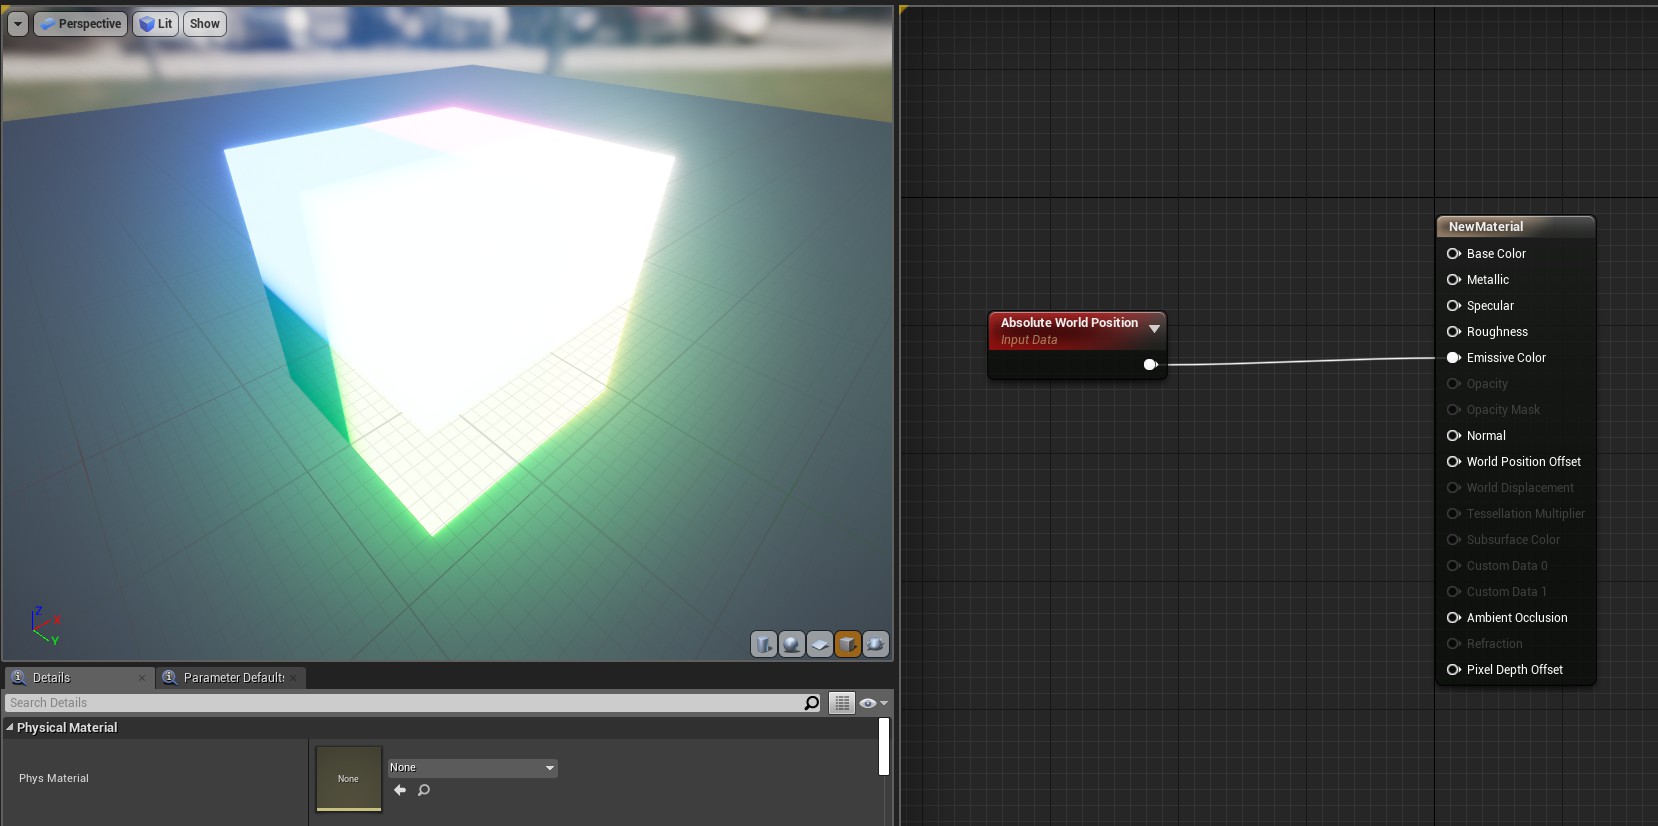 Perspective
Lit
Show
Z
X
Y
Details
Parameter Defaults
Search Details
Physical Material
Phys Material
None
None
Absolute World Position
Input Data
NewMaterial
Base Color
Metallic
Specular
Roughness
Emissive Color
Opacity
Opacity Mask
Normal
World Position Offset
World Displacement
Tessellation Multiplier
Subsurface Color
Custom Data 0
Custom Data 1
Ambient Occlusion
Refraction
Pixel Depth Offset